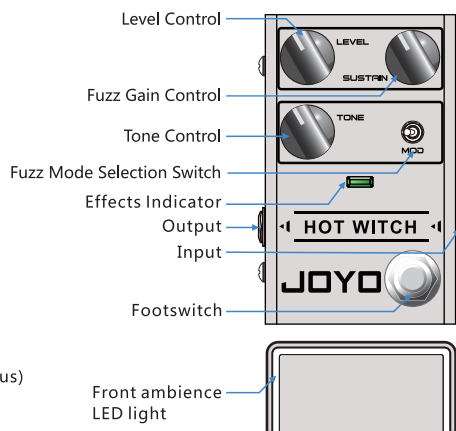 Level Control
LEVEL
SUSTAIN
Fuzz Gain Control
TONE
Tone Control
MOD
Fuzz Mode Selection Switch
Effects Indicator
Output
HOT WITCH
Input
JOYO
Footswitch
us)
Front ambience
LED light